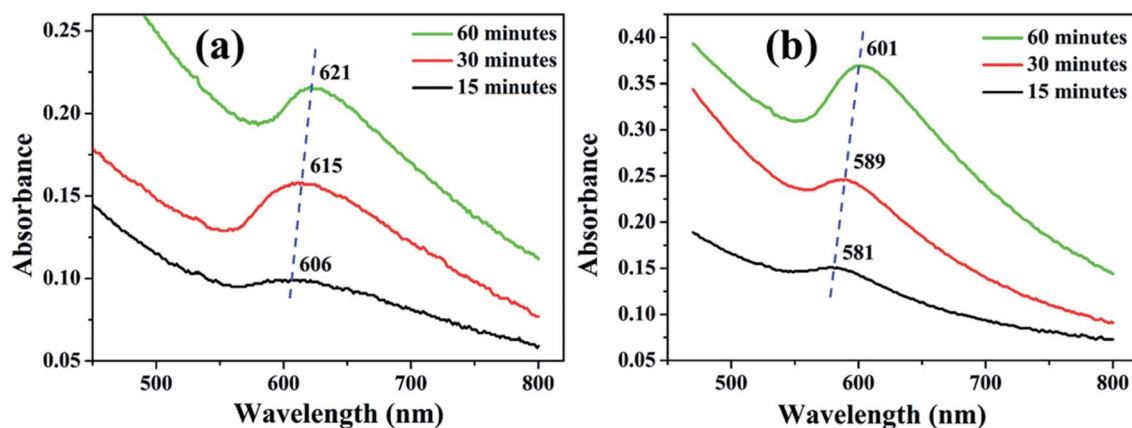 (a)
60 minutes
30 minutes
15 minutes
621
615
606
0.25
0.20
0.15
0.10
0.05
Absorbance
500 600 700 800
Wavelength (nm)
(b)
60 minutes
30 minutes
15 minutes
601
589
581
0.40
0.35
0.30
0.25
0.20
0.15
0.10
0.05
Absorbance
500 600 700 800
Wavelength (nm)